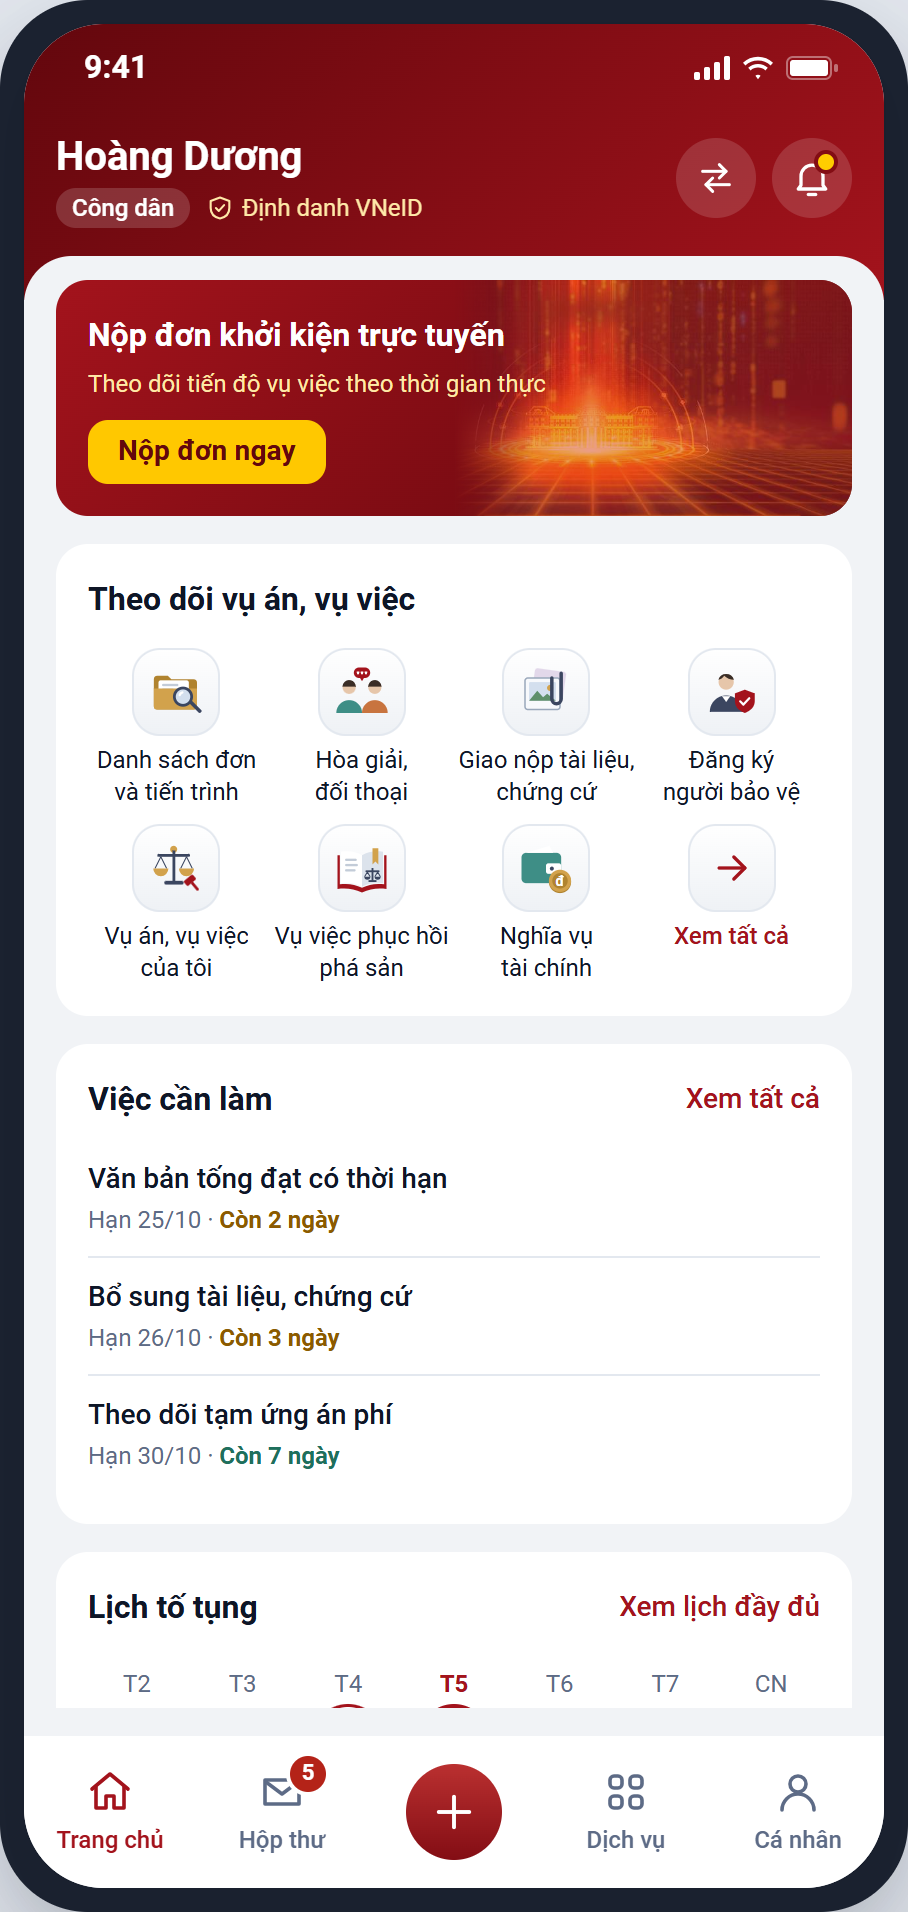 9:41
Hoàng Dương
Công dân
Định danh VNeID
Nộp đơn khởi kiện trực tuyến
Theo dõi tiến độ vụ việc theo thời gian thực
Nộp đơn ngay
Theo dõi vụ án, vụ việc
Danh sách đơn
và tiến trình
Hòa giải,
đối thoại
Giao nộp tài liệu,
chứng cứ
Đăng ký
người bảo vệ
Vụ án, vụ việc
của tôi
Vụ việc phục hồi
phá sản
đ
Nghĩa vụ
tài chính
Xem tất cả
Việc cần làm
Xem tất cả
Văn bản tống đạt có thời hạn
Hạn 25/10 · Còn 2 ngày
Bổ sung tài liệu, chứng cứ
Hạn 26/10 · Còn 3 ngày
Theo dõi tạm ứng án phí
Hạn 30/10 · Còn 7 ngày
Lịch tố tụng
Xem lịch đầy đủ
T2 T3 T4 T5 T6 T7 CN
5
Trang chủ
Hộp thư
Dịch vụ
Cá nhân